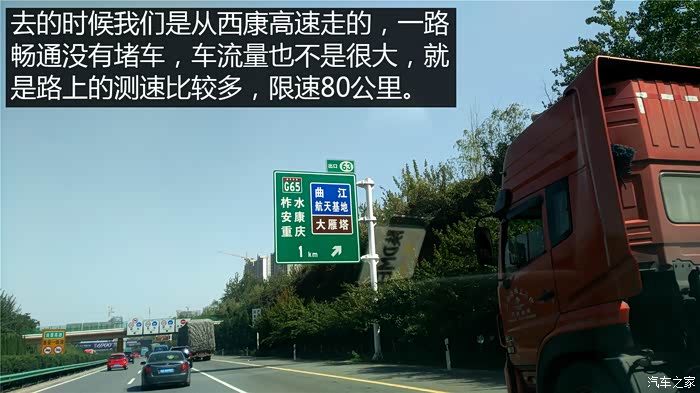 去的时候我们是从西康高速走的，一路
畅通没有堵车，车流量也不是很大，就
是路上的测速比较多，限速80公里。
出口 63
G65
曲 江
航天基地
柞 水
安 康
重 庆
大雁塔
1 km
汽车之家